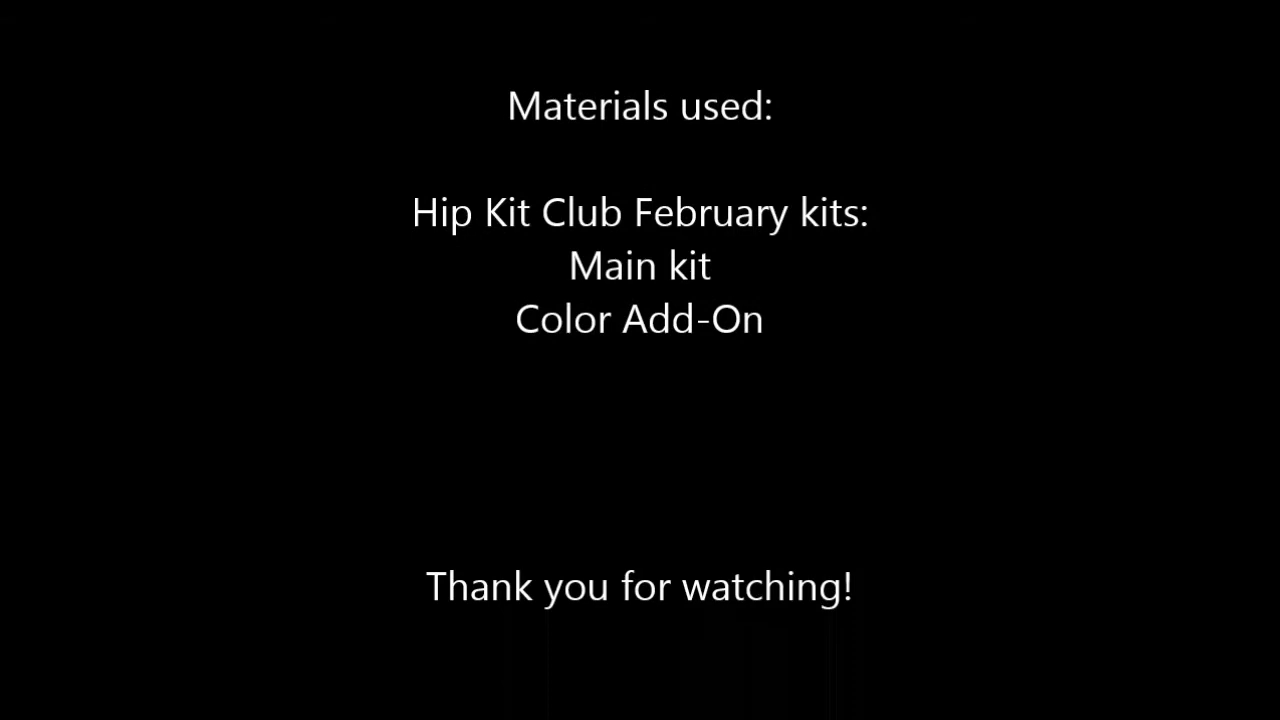 Materials used:
Hip Kit Club February kits:
Main kit
Color Add-On
Thank you for watching!